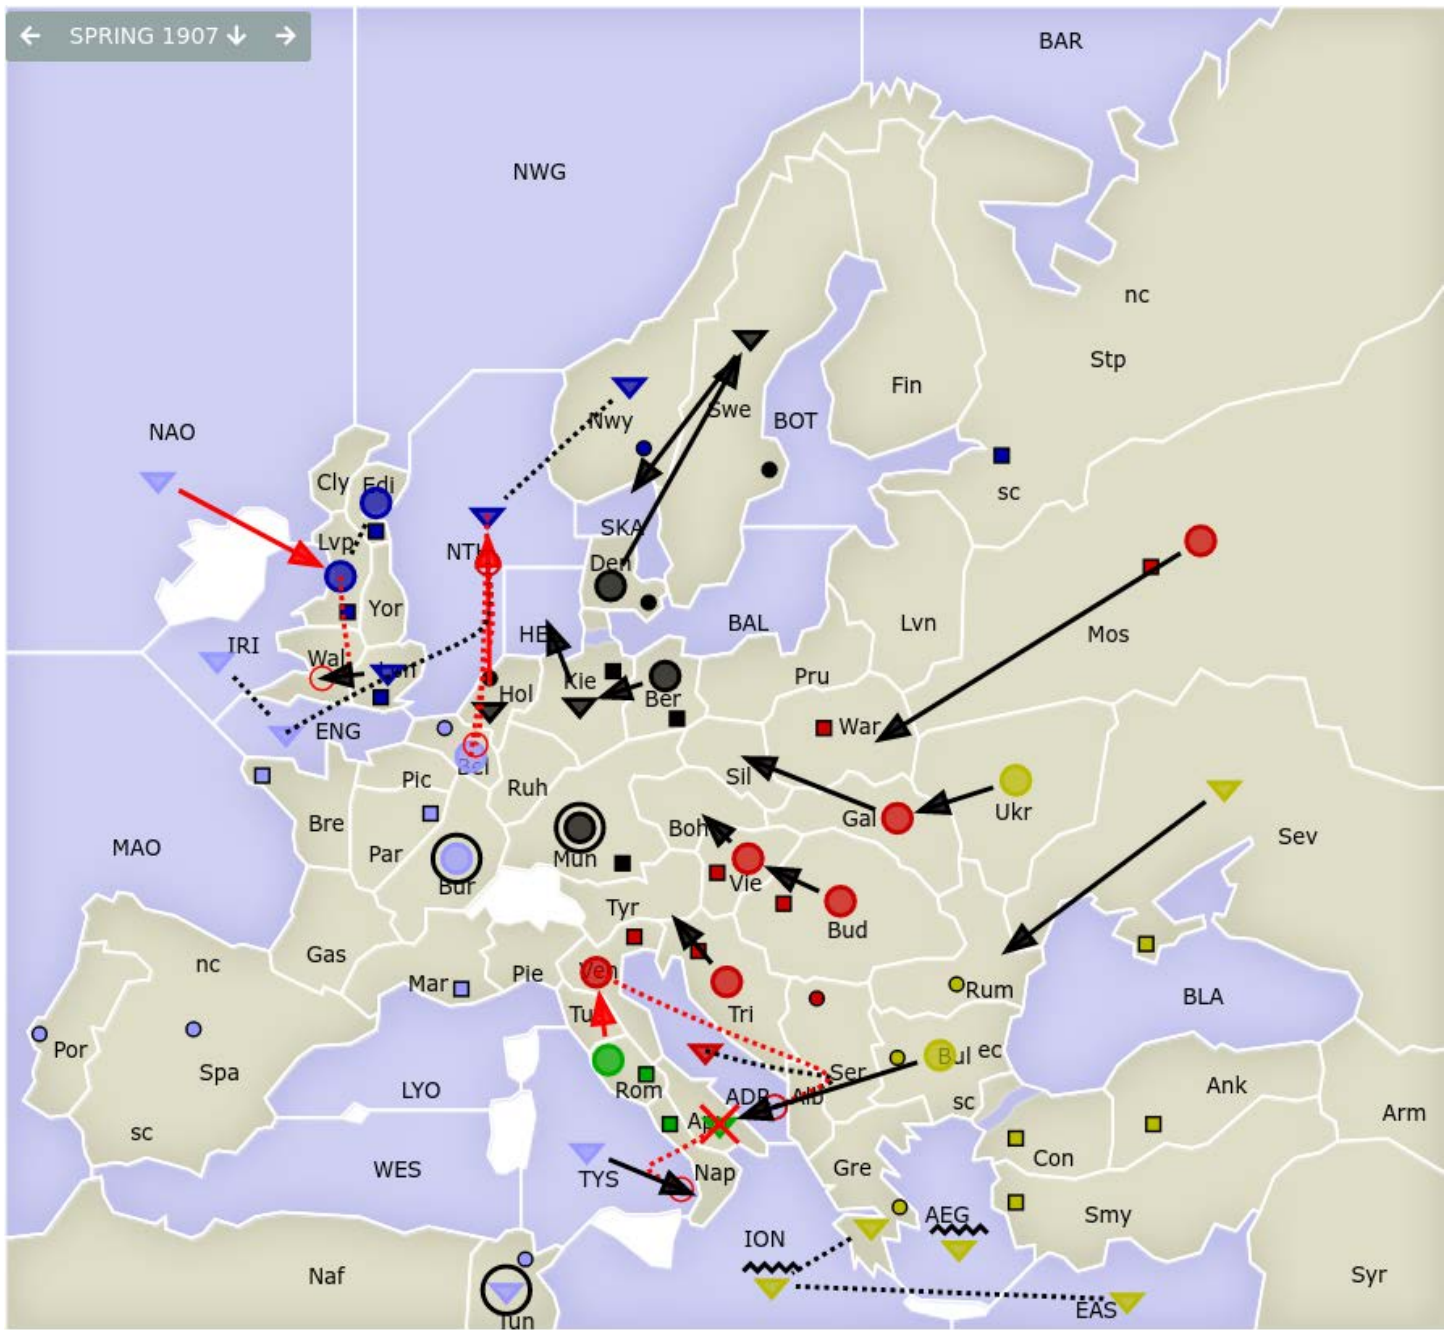 ← SPRING 1907 ↓ →
BAR
NWG
nc
Stp
Fin
Nwy
Swe
BOT
NAO
Cly
Edi
sc
Lvp
SKA
NTH
Den
Yor
IRI
HEL
BAL
Lvn
Mos
Wal
Lon
Hol
Kie
Ber
Pru
ENG
War
Bel
Pic
Ruh
Sil
Ukr
Bre
Gal
Boh
Sev
MAO
Par
Mun
Bur
Vie
Tyr
Bud
Gas
nc
Pie
Ven
Mar
Rum
BLA
Tus
Tri
Por
Spa
Ser
Bul
ec
LYO
Rom
ADR
Alb
Ank
sc
Arm
sc
Apu
WES
TYS
Nap
Gre
Con
AEG
Smy
ION
Naf
Syr
EAS
Tun